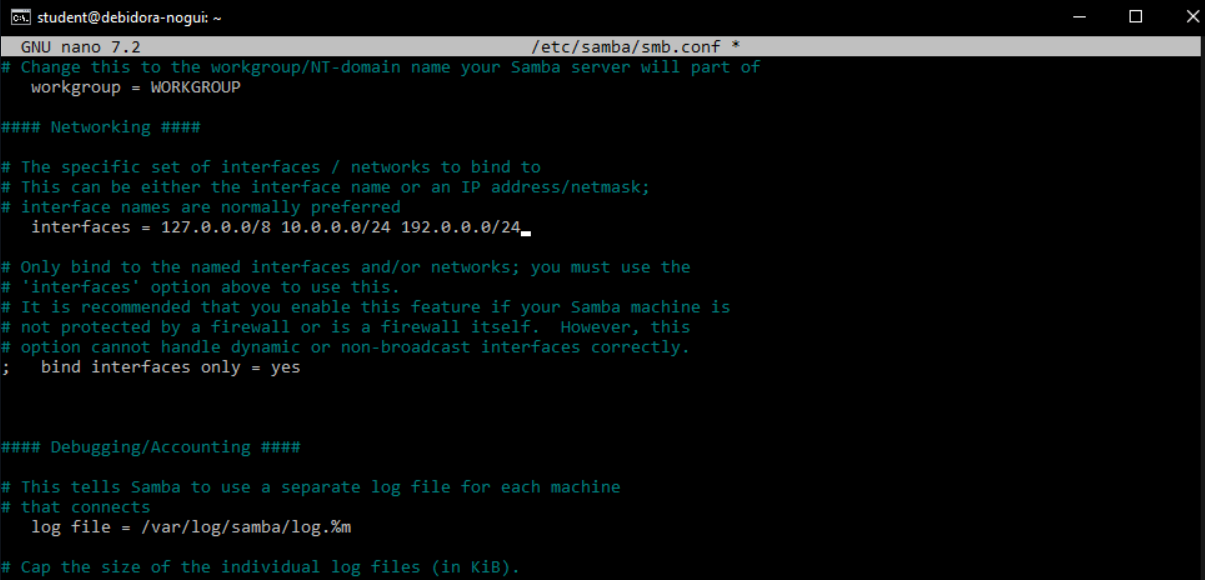 student@debidora-nogui: ~
GNU nano 7.2 /etc/samba/smb.conf *
# Change this to the workgroup/NT-domain name your Samba server will part of
workgroup = WORKGROUP
#### Networking ####
# The specific set of interfaces / networks to bind to
# This can be either the interface name or an IP address/netmask;
# interface names are normally preferred
interfaces = 127.0.0.0/8 10.0.0.0/24 192.0.0.0/24
# Only bind to the named interfaces and/or networks; you must use the
# 'interfaces' option above to use this.
# It is recommended that you enable this feature if your Samba machine is
# not protected by a firewall or is a firewall itself.  However, this
# option cannot handle dynamic or non-broadcast interfaces correctly.
;   bind interfaces only = yes
#### Debugging/Accounting ####
# This tells Samba to use a separate log file for each machine
# that connects
log file = /var/log/samba/log.%m
# Cap the size of the individual log files (in KiB).